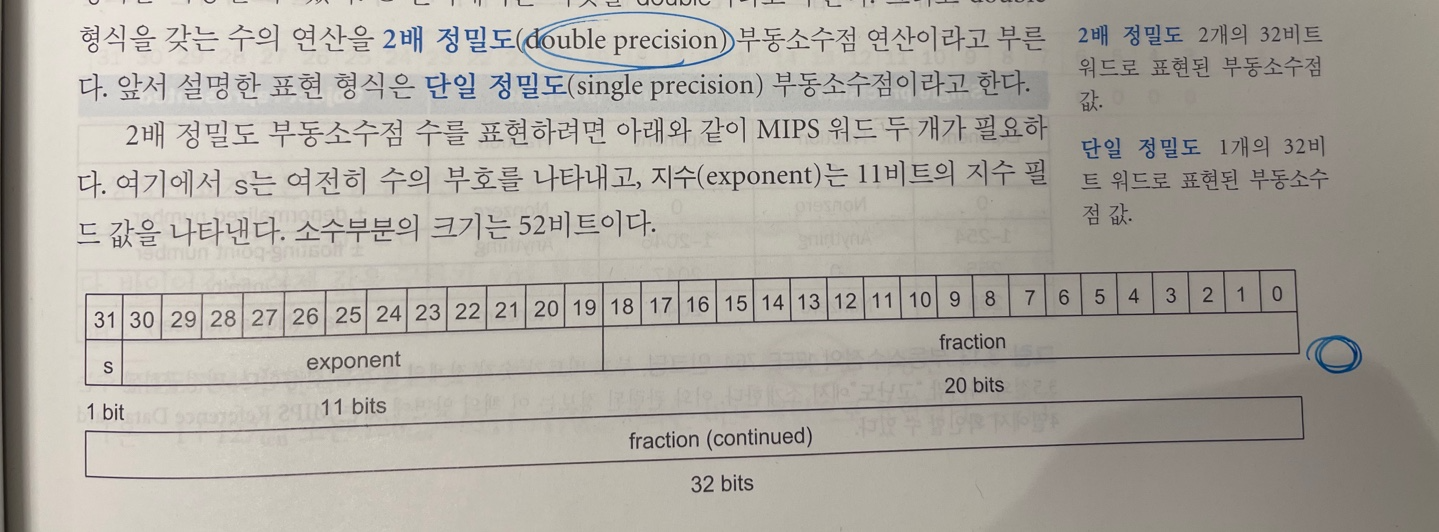 형식을 갖는 수의 연산을 2배 정밀도(double precision) 부동소수점 연산이라고 부른
다. 앞서 설명한 표현 형식은 단일 정밀도(single precision) 부동소수점이라고 한다.
2배 정밀도 부동소수점 수를 표현하려면 아래와 같이 MIPS 워드 두 개가 필요하
다. 여기에서 s는 여전히 수의 부호를 나타내고, 지수(exponent)는 11비트의 지수 필
드 값을 나타낸다. 소수부분의 크기는 52비트이다.
2배 정밀도 2개의 32비트
워드로 표현된 부동소수점
값.
단일 정밀도 1개의 32비
트 워드로 표현된 부동소수
점 값.
31 30 29 28 27 26 25 24 23 22 21 20 19 18 17 16 15 14 13 12 11 10 9 8 7 6 5 4 3 2 1 0
s exponent fraction
1 bit 11 bits 20 bits
fraction (continued)
32 bits